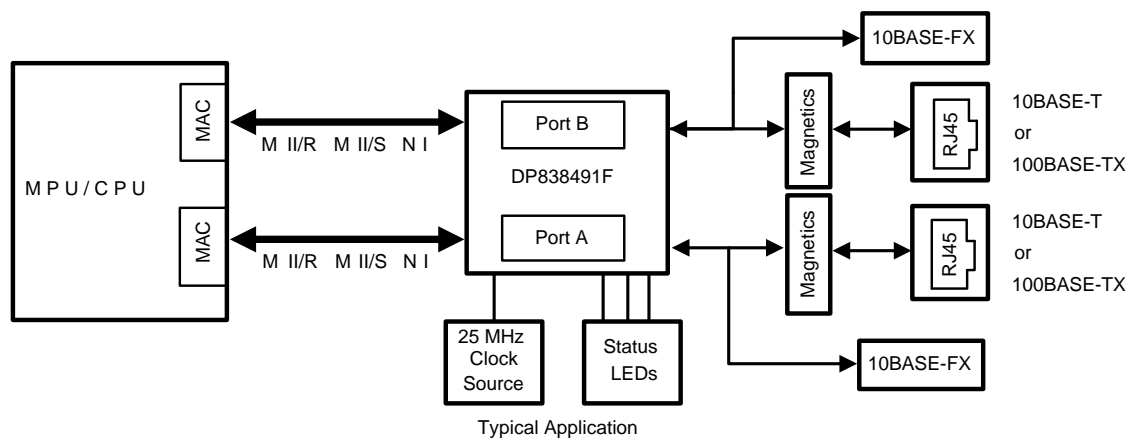 10BASE-FX
MAC
M II/R M II/S N I
Port B
Magnetics
RJ45
10BASE-T
or
100BASE-TX
MPU/CPU
DP838491F
MAC
M II/R M II/S N I
Port A
Magnetics
RJ45
10BASE-T
or
100BASE-TX
25 MHz
Clock
Source
Status
LEDs
10BASE-FX
Typical Application